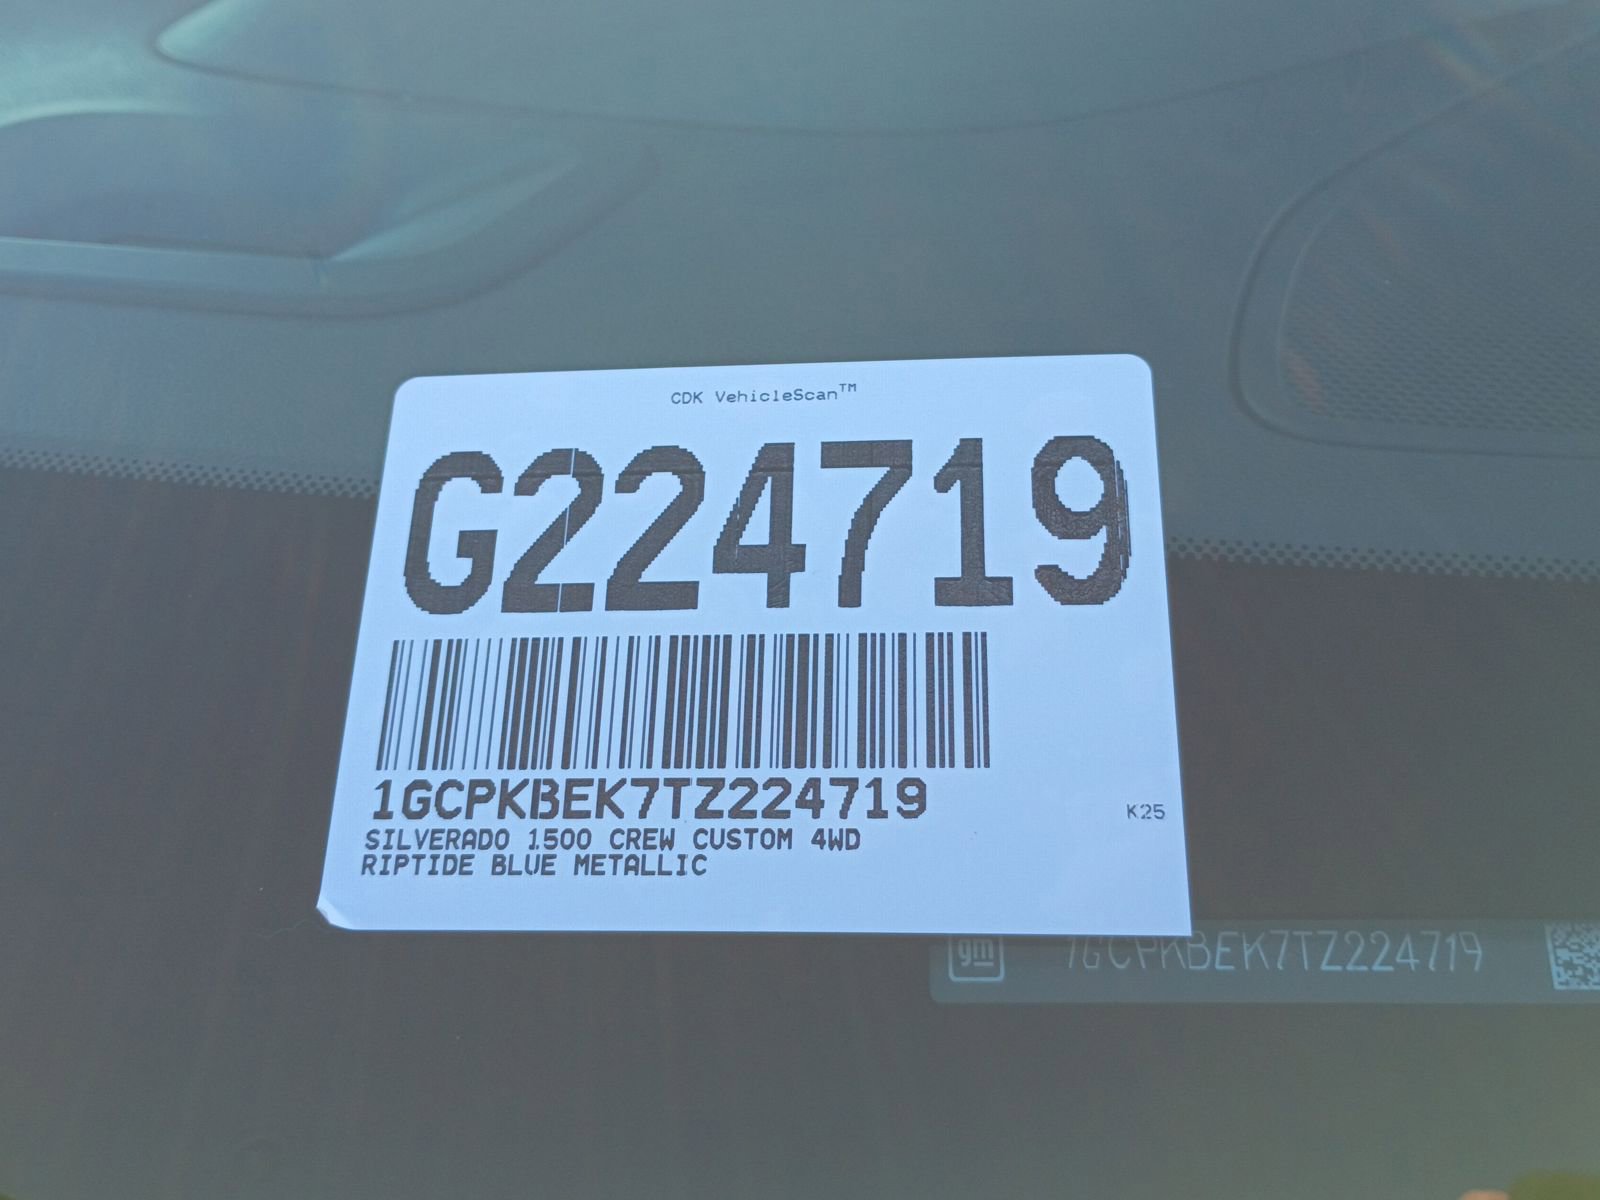 CDK VehicleScan™
G224719
1GCPKBEK7TZ224719
SILVERADO 1500 CREW CUSTOM 4WD
RIPTIDE BLUE METALLIC
K25
gm 1GCPKBEK7TZ224719